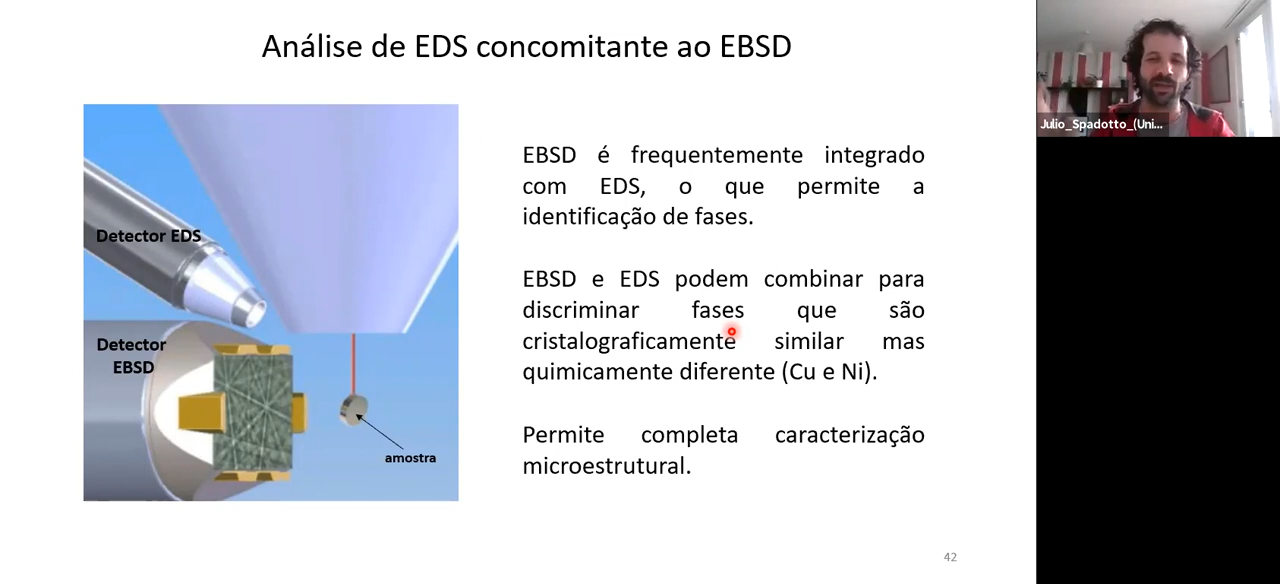 Análise de EDS concomitante ao EBSD
Detector EDS
Detector
EBSD
amostra
EBSD é frequentemente integrado
com EDS, o que permite a
identificação de fases.
EBSD e EDS podem combinar para
discriminar fases que são
cristalograficamente similar mas
quimicamente diferente (Cu e Ni).
Permite completa caracterização
microestrutural.
42
Julio_Spadotto_(Uni...